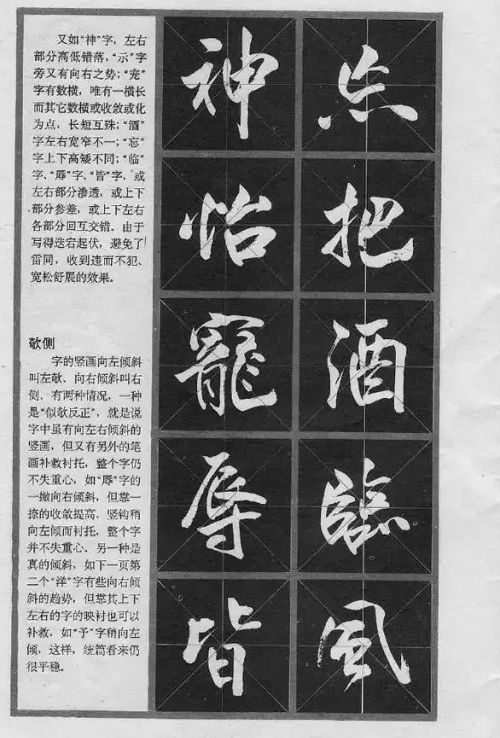 又如“神”字，左右
部分高低错落，“示”字
旁又有向右之势；“宠”
字有数横，唯有一横长
而其它数横或收敛或化
为点，长短互殊；“酒”
字左右宽窄不一；“忘”
字上下高矮不同；“临”
字、“辱”字、“皆”字，或
左右部分渗透，或上下
部分参差，或上下左右
各部分回互交错。由于
写得迭宕起伏，避免了
雷同，收到违而不犯、
宽松舒展的效果。
欹侧
字的竖画向左倾斜
叫左欹、向右倾斜叫右
侧。有两种情况，一种
是“似欹反正”，就是说
字中虽有向左倾斜的
竖画，但又有另外的笔
画补救衬托，整个字仍
不失重心，如“辱”字的
一撇向右倾斜，但靠一
捺的收敛提高，竖钩稍
向左倾而衬托，整个字
并不失重心。另一种是
真的倾斜，如下一页第
二个“洋”字有些向右倾
斜的趋势，但靠其上下
左右的字的映衬也可以
补救，如“予”字稍向左
倾，这样，统篇看来仍
很平稳。
神
怡
寵
辱
皆
忘
把
酒
臨
風